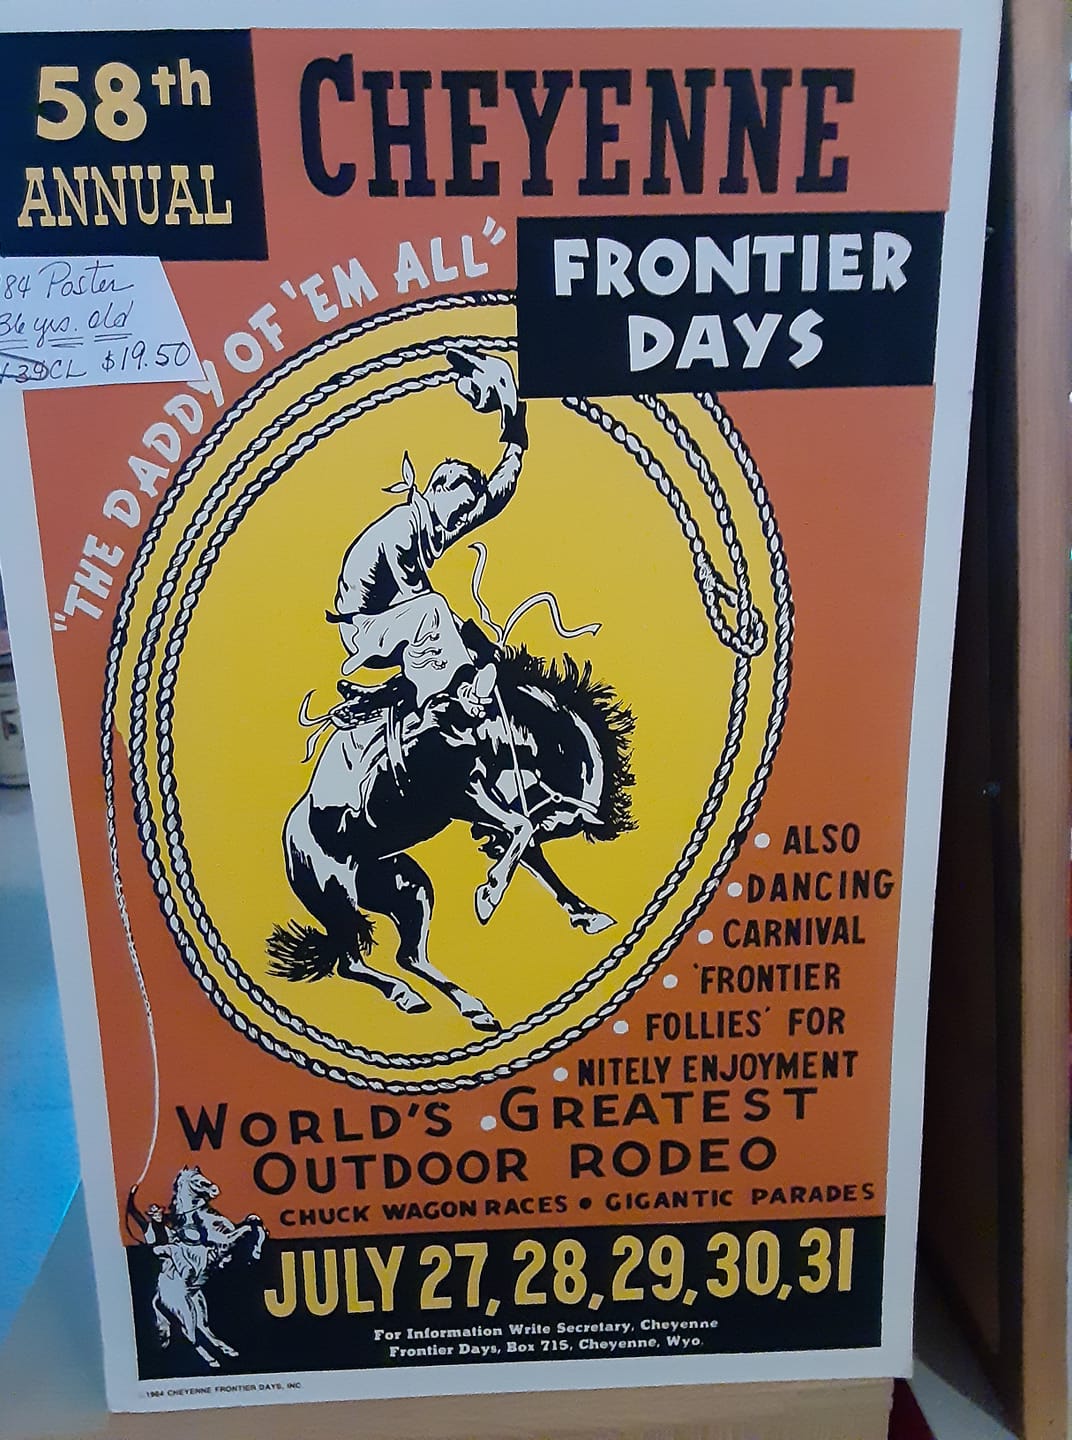 58th
ANNUAL
CHEYENNE
FRONTIER
DAYS
"THE DADDY OF 'EM ALL"
84 Poster
36 yrs. old
CL $19.50
• ALSO
• DANCING
• CARNIVAL
• 'FRONTIER
• FOLLIES' FOR
• NITELY ENJOYMENT
WORLD'S • GREATEST
OUTDOOR RODEO
CHUCK WAGON RACES • GIGANTIC PARADES
JULY 27, 28, 29, 30, 31
For Information Write Secretary, Cheyenne
Frontier Days, Box 715, Cheyenne, Wyo.
©1984 CHEYENNE FRONTIER DAYS, INC.